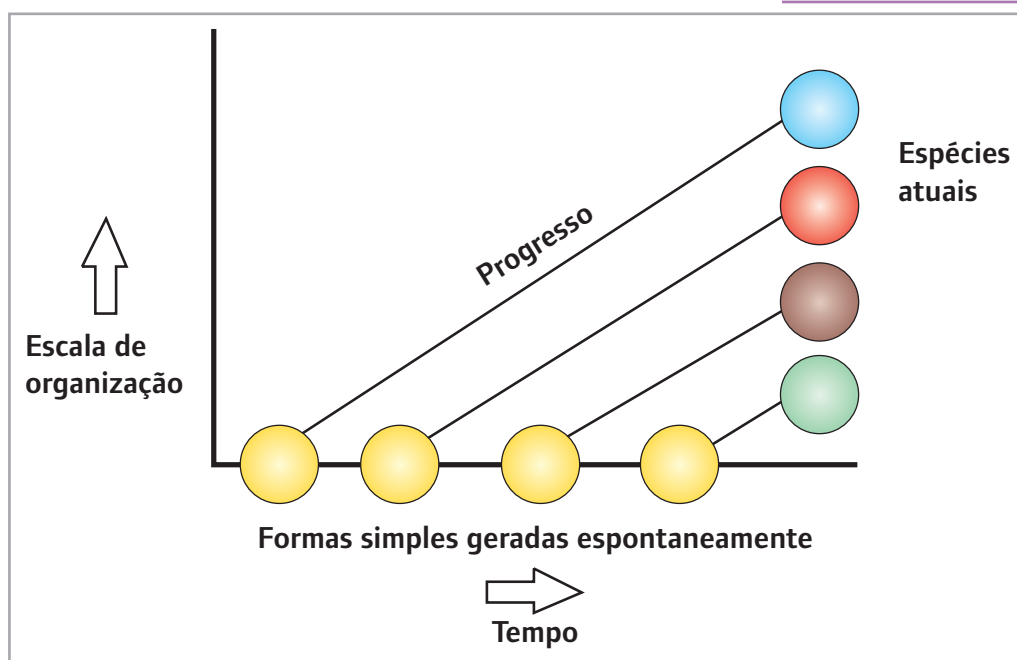 Espécies
atuais
Progresso
Escala de
organização
Formas simples geradas espontaneamente
Tempo